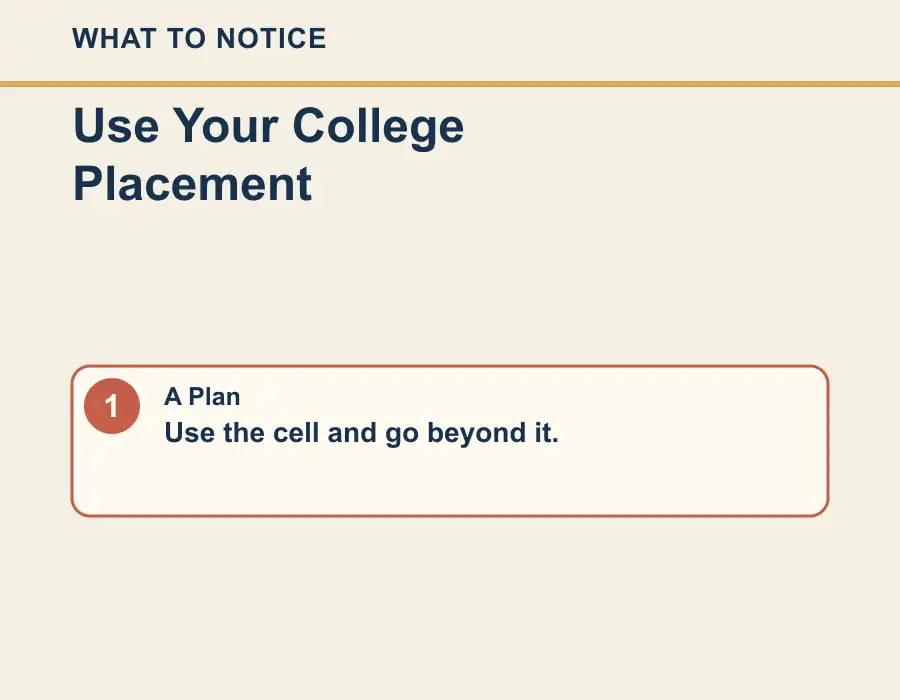 WHAT TO NOTICE
Use Your College
Placement
1
A Plan
Use the cell and go beyond it.